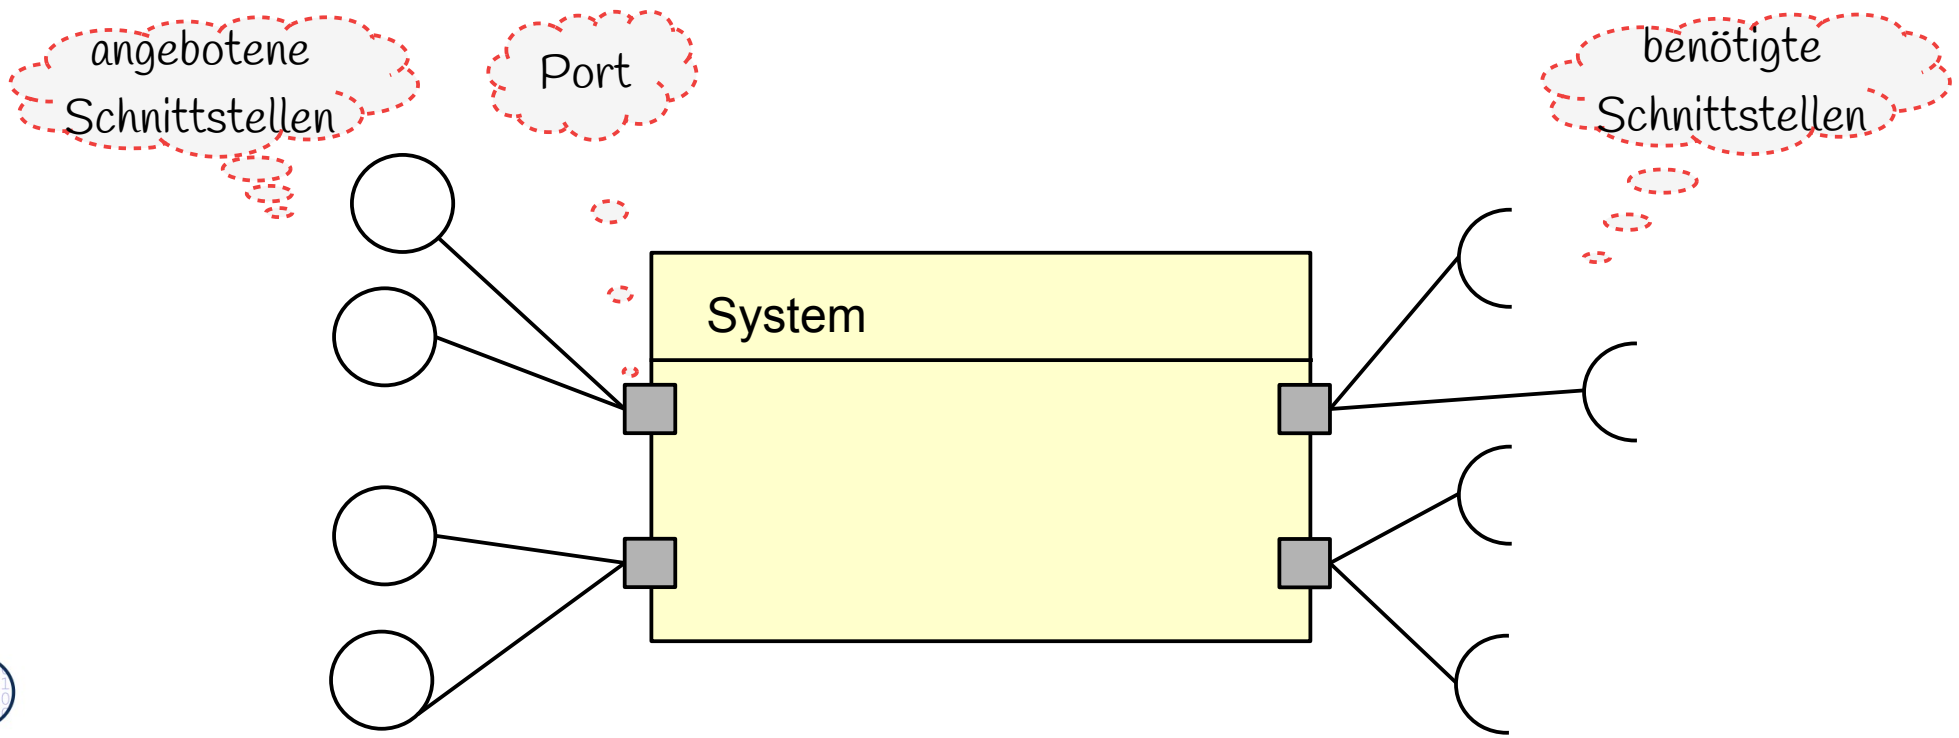 angebotene
Schnittstellen
Port
benötigte
Schnittstellen
System